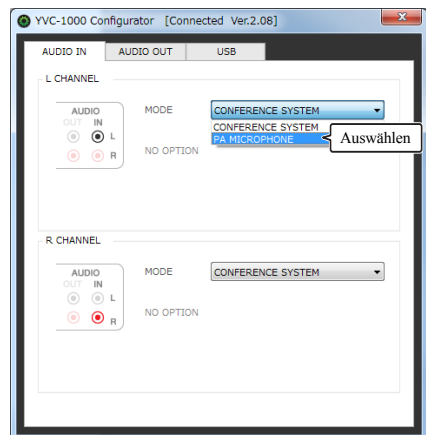 YVC-1000 Configurator [Connected Ver.2.08]
AUDIO IN AUDIO OUT USB
L CHANNEL
AUDIO
OUT IN
L
R
MODE
CONFERENCE SYSTEM
CONFERENCE SYSTEM
PA MICROPHONE
Auswählen
NO OPTION
R CHANNEL
AUDIO
OUT IN
L
R
MODE
CONFERENCE SYSTEM
NO OPTION